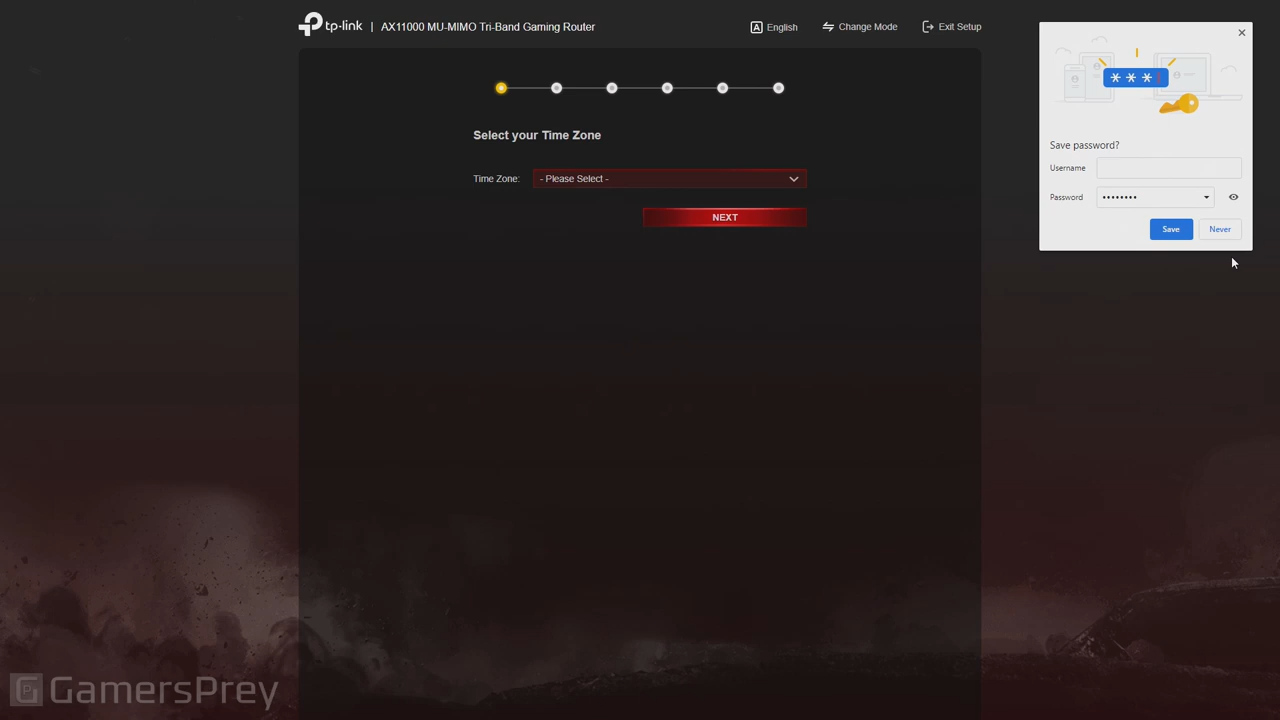 tp-link | AX11000 MU-MIMO Tri-Band Gaming Router
A English
Change Mode
Exit Setup
Select your Time Zone
Time Zone: - Please Select -
NEXT
***
Save password?
Username
Password ••••••••
Save Never
GamersPrey